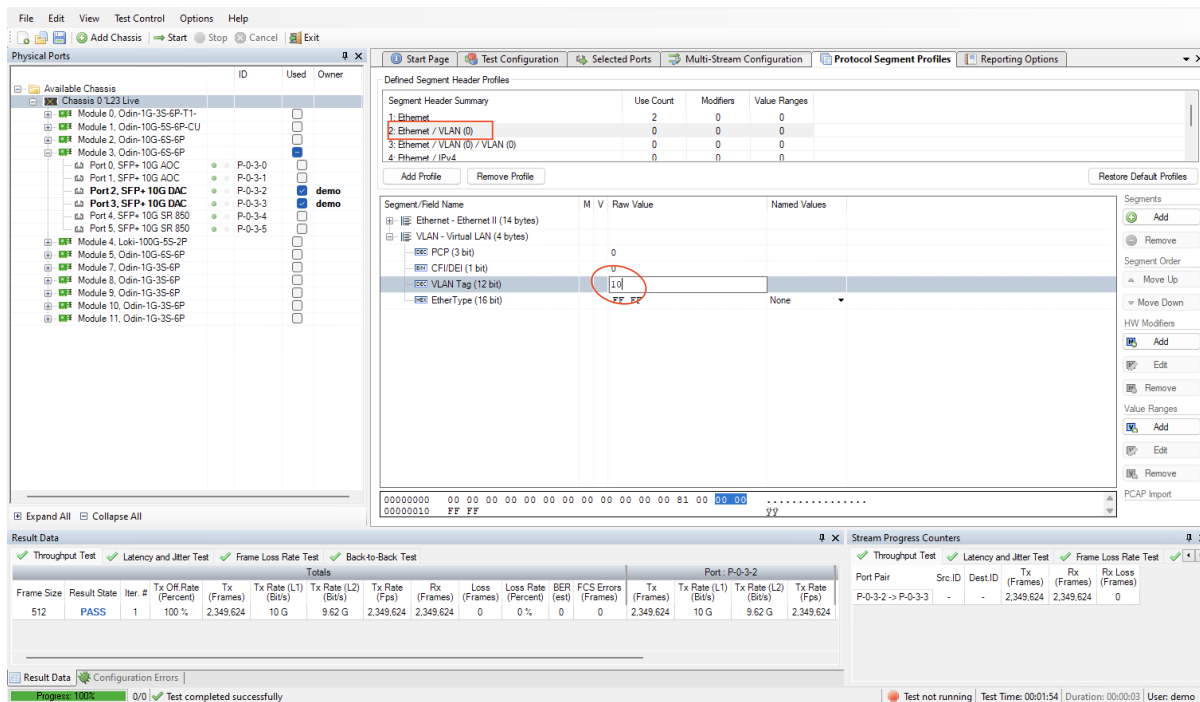 File Edit View Test Control Options Help
Add Chassis Start Stop Cancel Exit
Physical Ports
ID Used Owner
Available Chassis
Chassis 0 'L23 Live
Module 0, Odin-1G-3S-6P-T1-
Module 1, Odin-10G-5S-6P-CU
Module 2, Odin-10G-6S-6P
Module 3, Odin-10G-6S-6P
Port 0, SFP+ 10G AOC P-0-3-0
Port 1, SFP+ 10G AOC P-0-3-1
Port 2, SFP+ 10G DAC P-0-3-2 demo
Port 3, SFP+ 10G DAC P-0-3-3 demo
Port 4, SFP+ 10G SR 850 P-0-3-4
Port 5, SFP+ 10G SR 850 P-0-3-5
Module 4, Loki-100G-5S-2P
Module 5, Odin-10G-6S-6P
Module 7, Odin-1G-3S-6P
Module 8, Odin-1G-3S-6P
Module 9, Odin-1G-3S-6P
Module 10, Odin-1G-3S-6P
Module 11, Odin-1G-3S-6P
Expand All Collapse All
Start Page Test Configuration Selected Ports Multi-Stream Configuration Protocol Segment Profiles Reporting Options
Defined Segment Header Profiles
Segment Header Summary Use Count Modifiers Value Ranges
1: Ethernet 2 0 0
2: Ethernet / VLAN (0) 0 0 0
3: Ethernet / VLAN (0) / VLAN (0) 0 0 0
4: Ethernet / IPv4 0 0 0
Add Profile Remove Profile Restore Default Profiles
Segment/Field Name M V Raw Value Named Values
Ethernet - Ethernet II (14 bytes)
VLAN - Virtual LAN (4 bytes)
DEC PCP (3 bit) 0
BIN CFI/DEI (1 bit) 0
DEC VLAN Tag (12 bit) 10
HEX EtherType (16 bit) FF FF None
Segments
Add
Remove
Segment Order
Move Up
Move Down
HW Modifiers
Add
Edit
Remove
Value Ranges
Add
Edit
Remove
PCAP Import
00000000 00 00 00 00 00 00 00 00 00 00 00 00 81 00 00 00 ................
00000010 FF FF ÿÿ
Result Data
Throughput Test Latency and Jitter Test Frame Loss Rate Test Back-to-Back Test
Totals Port : P-0-3-2
Frame Size Result State Iter. # Tx Off.Rate (Percent) Tx (Frames) Tx Rate (L1) (Bit/s) Tx Rate (L2) (Bit/s) Tx Rate (Fps) Rx (Frames) Loss (Frames) Loss Rate (Percent) BER (est) FCS Errors (Frames) Tx (Frames) Tx Rate (L1) (Bit/s) Tx Rate (L2) (Bit/s) Tx Rate (Fps)
512 PASS 1 100 % 2,349,624 10 G 9.62 G 2,349,624 2,349,624 0 0 % 0 0 2,349,624 10 G 9.62 G 2,349,624
Result Data Configuration Errors
Stream Progress Counters
Throughput Test Latency and Jitter Test Frame Loss Rate Test
Port Pair Src.ID Dest.ID Tx (Frames) Rx (Frames) Rx Loss (Frames)
P-0-3-2 -> P-0-3-3 - - 2,349,624 2,349,624 0
Progress: 100% 0/0 Test completed successfully Test not running Test Time: 00:01:54 Duration: 00:00:03 User: demo